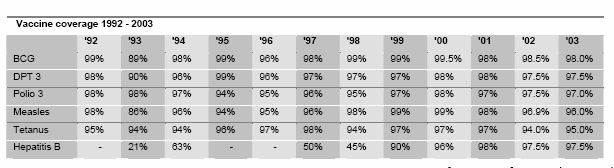 Vaccine coverage 1992 - 2003
'92 '93 '94 '95 '96 '97 '98 '99 '00 '01 '02 '03
BCG 99% 89% 98% 99% 96% 98% 99% 99% 99.5% 98% 98.5% 98.0%
DPT 3 98% 90% 96% 99% 96% 97% 97% 97% 98% 98% 97.5% 97.5%
Polio 3 98% 98% 97% 94% 95% 96% 95% 97% 98% 98% 97.5% 97.0%
Measles 98% 86% 96% 94% 95% 96% 98% 99% 99% 98% 96.9% 96.0%
Tetanus 95% 94% 94% 96% 97% 98% 94% 97% 97% 97% 94.0% 95.0%
Hepatitis B - 21% 63% - - 50% 45% 90% 96% 98% 97.5% 97.5%